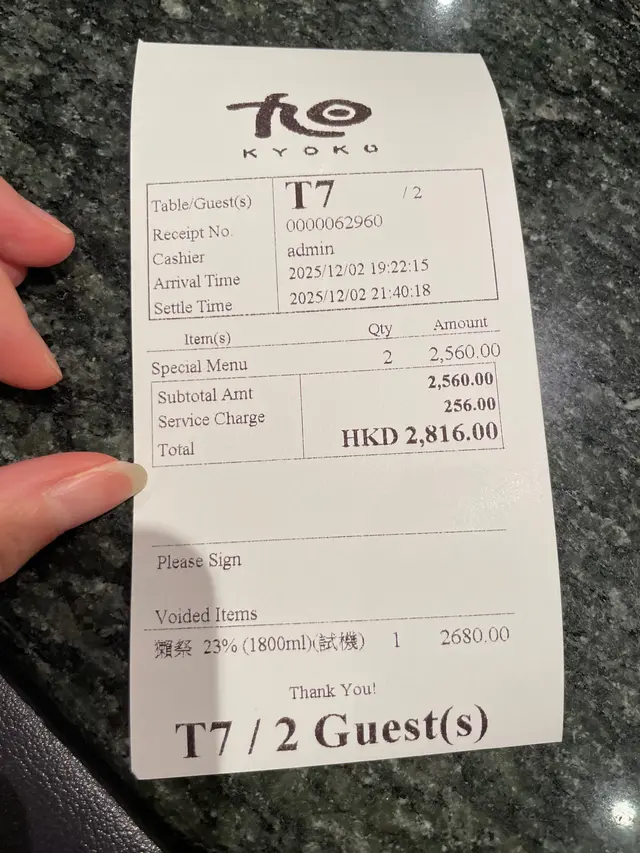 KYOKU
Table/Guest(s) T7 / 2
Receipt No. 0000062960
Cashier admin
Arrival Time 2025/12/02 19:22:15
Settle Time 2025/12/02 21:40:18
Item(s) Qty Amount
Special Menu 2 2,560.00
Subtotal Amt 2,560.00
Service Charge 256.00
Total HKD 2,816.00
Please Sign
Voided Items
獺祭 23% (1800ml)(試機) 1 2680.00
Thank You!
T7 / 2 Guest(s)